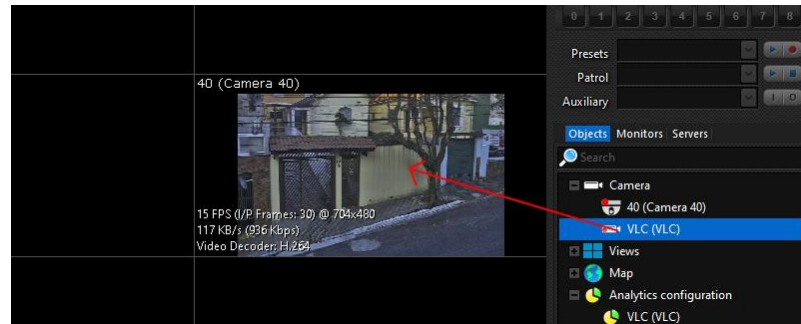 0 1 2 3 4 5 6 7 8
Presets
Patrol
Auxiliary
I O
40 (Camera 40)
15 FPS (I/P Frames: 30) @ 704x480
117 KB/s (936 Kbps)
Video Decoder: H.264
Objects Monitors Servers
Search
Camera
40 (Camera 40)
VLC (VLC)
Views
Map
Analytics configuration
VLC (VLC)